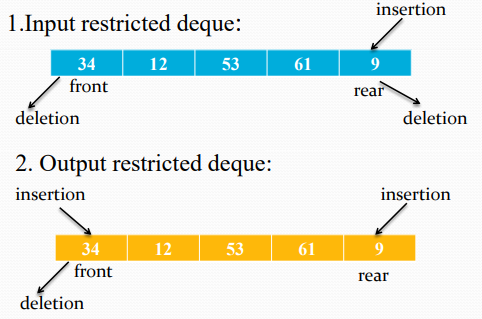 insertion
1.Input restricted deque:
34 12 53 61 9
front rear
deletion deletion
2. Output restricted deque:
insertion insertion
34 12 53 61 9
front rear
deletion